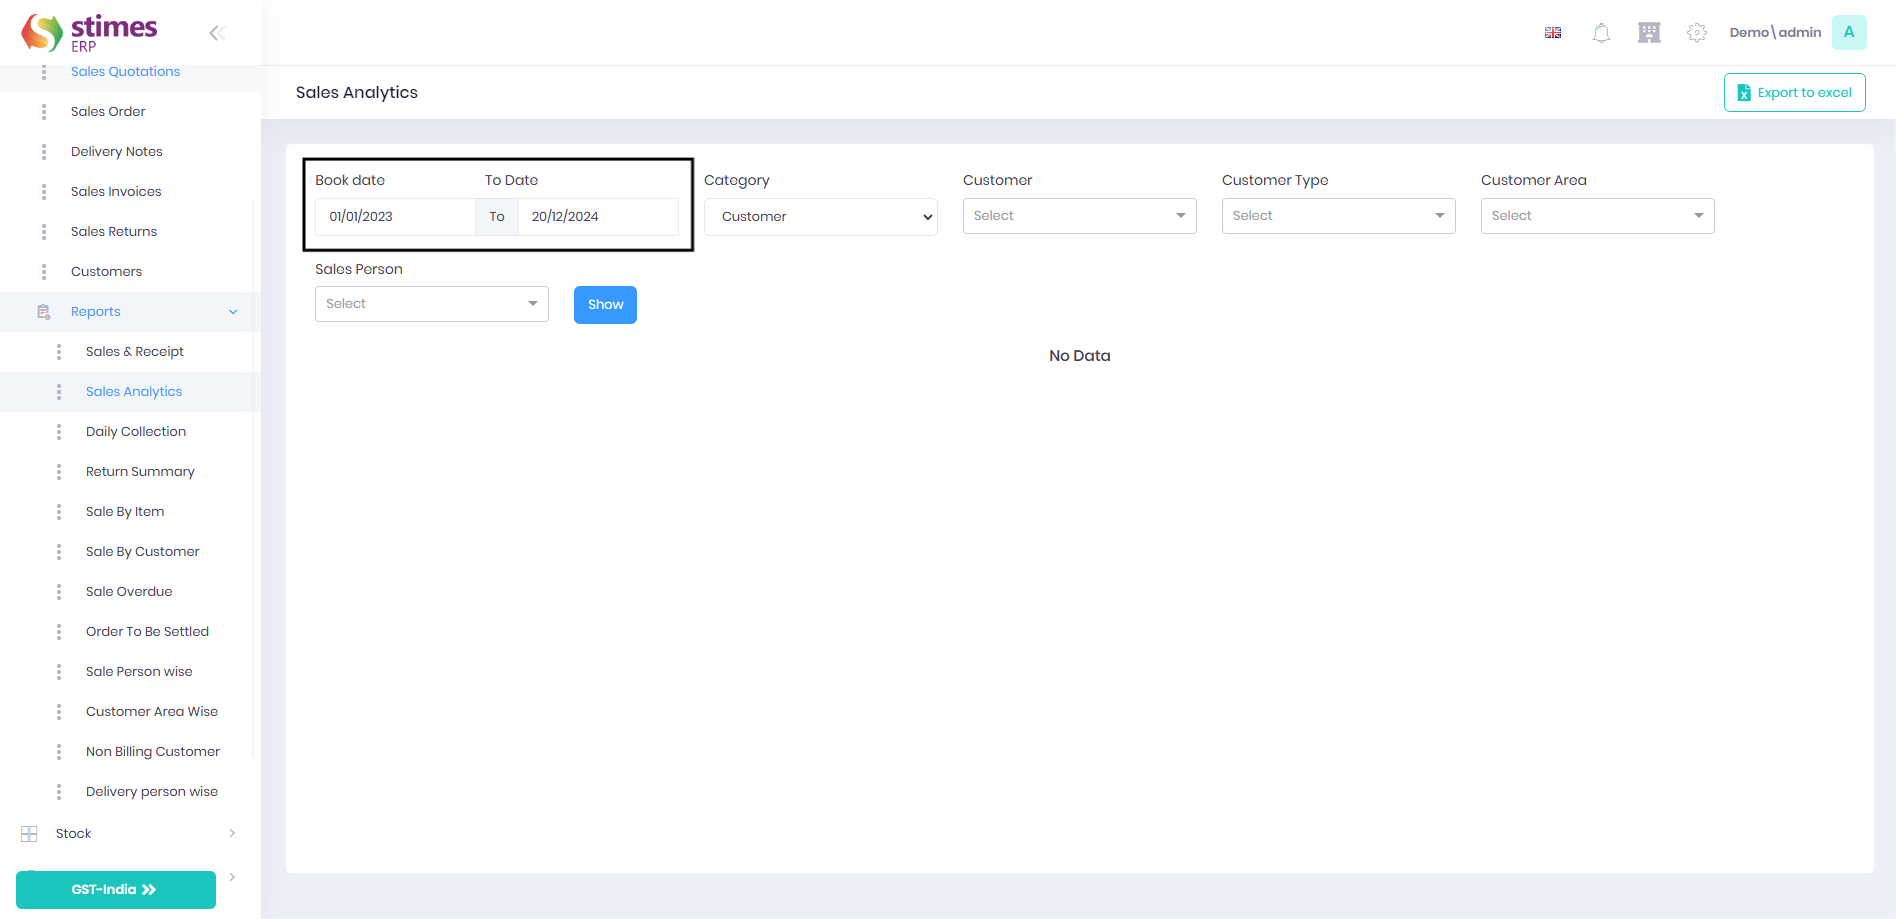 stimes
ERP
Demo\admin
A
Sales Quotations
Sales Order
Delivery Notes
Sales Invoices
Sales Returns
Customers
Reports
Sales & Receipt
Sales Analytics
Daily Collection
Return Summary
Sale By Item
Sale By Customer
Sale Overdue
Order To Be Settled
Sale Person wise
Customer Area Wise
Non Billing Customer
Delivery person wise
Stock
GST-India
Sales Analytics
Export to excel
Book date To Date Category Customer Customer Type Customer Area
01/01/2023 To 20/12/2024 Customer Select Select Select
Sales Person
Select Show
No Data